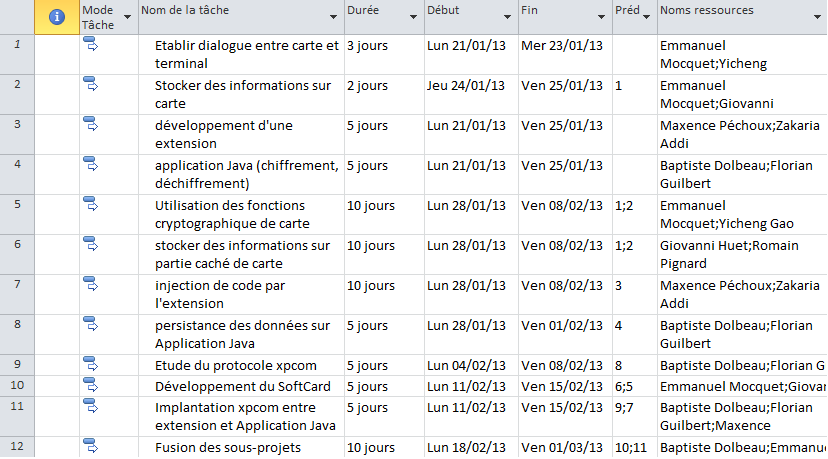 Mode Tâche Nom de la tâche Durée Début Fin Préd Noms ressources
1 Etablir dialogue entre carte et terminal 3 jours Lun 21/01/13 Mer 23/01/13 Emmanuel Mocquet;Yicheng
2 Stocker des informations sur carte 2 jours Jeu 24/01/13 Ven 25/01/13 1 Emmanuel Mocquet;Giovanni
3 développement d'une extension 5 jours Lun 21/01/13 Ven 25/01/13 Maxence Péchoux;Zakaria Addi
4 application Java (chiffrement, déchiffrement) 5 jours Lun 21/01/13 Ven 25/01/13 Baptiste Dolbeau;Florian Guilbert
5 Utilisation des fonctions cryptographique de carte 10 jours Lun 28/01/13 Ven 08/02/13 1;2 Emmanuel Mocquet;Yicheng Gao
6 stocker des informations sur partie caché de carte 10 jours Lun 28/01/13 Ven 08/02/13 1;2 Giovanni Huet;Romain Pignard
7 injection de code par l'extension 10 jours Lun 28/01/13 Ven 08/02/13 3 Maxence Péchoux;Zakaria Addi
8 persistance des données sur Application Java 5 jours Lun 28/01/13 Ven 01/02/13 4 Baptiste Dolbeau;Florian Guilbert
9 Etude du protocole xpcom 5 jours Lun 04/02/13 Ven 08/02/13 8 Baptiste Dolbeau;Florian G
10 Développement du SoftCard 5 jours Lun 11/02/13 Ven 15/02/13 6;5 Emmanuel Mocquet;Giovan
11 Implantation xpcom entre extension et Application Java 5 jours Lun 11/02/13 Ven 15/02/13 9;7 Baptiste Dolbeau;Florian Guilbert;Maxence
12 Fusion des sous-projets 10 jours Lun 18/02/13 Ven 01/03/13 10;11 Baptiste Dolbeau;Emmanue